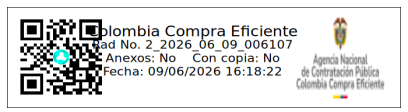 Colombia Compra Eficiente
Rad No. 2_2026_06_09_006107
Anexos: No Con copia: No
Fecha: 09/06/2026 16:18:22
Agencia Nacional
de Contratación Pública
Colombia Compra Eficiente